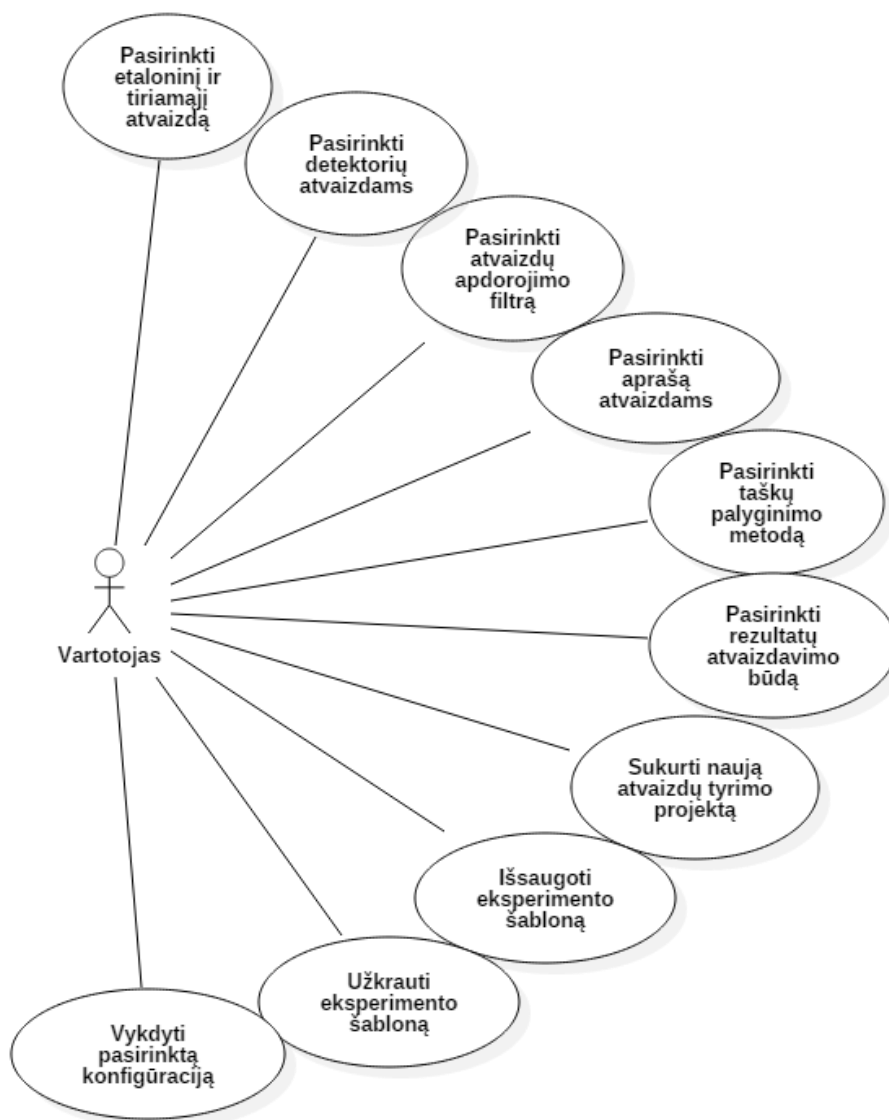 Pasirinkti
etaloninį ir
tiriamąjį
atvaizdą
Pasirinkti
detektorių
atvaizdams
Pasirinkti
atvaizdų
apdorojimo
filtrą
Pasirinkti
aprašą
atvaizdams
Pasirinkti
taškų
palyginimo
metodą
Vartotojas
Pasirinkti
rezultatų
atvaizdavimo
būdą
Sukurti naują
atvaizdų tyrimo
projektą
Išsaugoti
eksperimento
šabloną
Užkrauti
eksperimento
šabloną
Vykdyti
pasirinktą
konfigūraciją